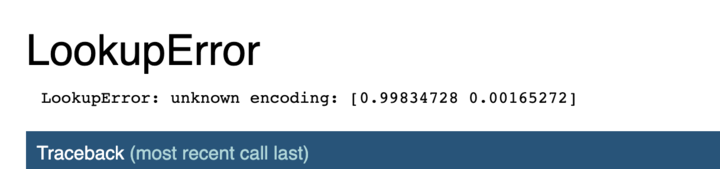 LookupError
LookupError: unknown encoding: [0.99834728 0.00165272]
Traceback (most recent call last)